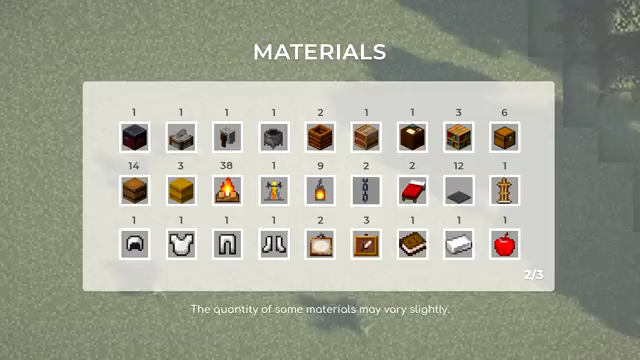 MATERIALS
1 1 1 1 2 1 1 3 6
14 3 38 1 9 2 2 12 1
1 1 1 1 2 3 1 1 1
2/3
The quantity of some materials may vary slightly.